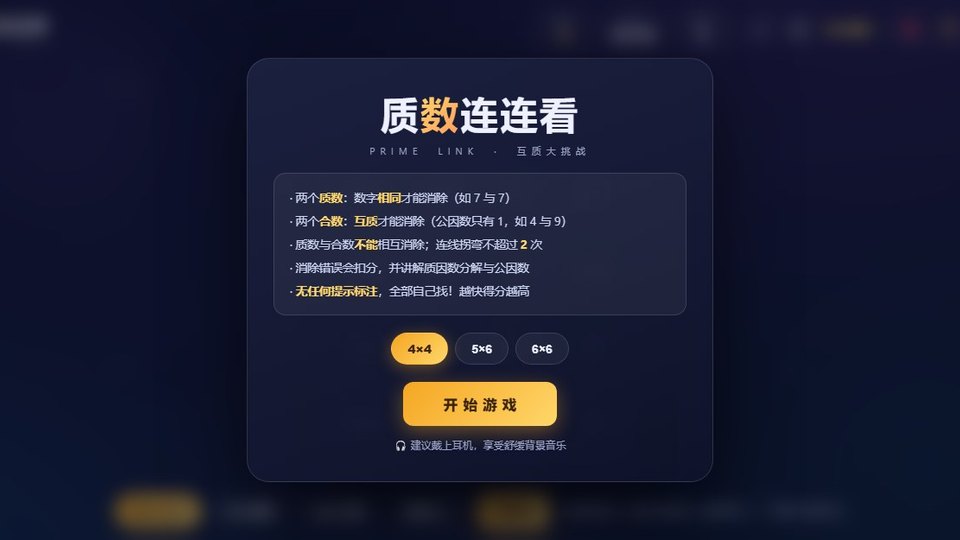 质数连连看
PRIME LINK · 互质大挑战
· 两个质数：数字相同才能消除（如 7 与 7）
· 两个合数：互质才能消除（公因数只有 1，如 4 与 9）
· 质数与合数不能相互消除；连线拐弯不超过 2 次
· 消除错误会扣分，并讲解质因数分解与公因数
· 无任何提示标注，全部自己找！越快得分越高
4×4 5×6 6×6
开始游戏
🎧 建议戴上耳机，享受舒缓背景音乐